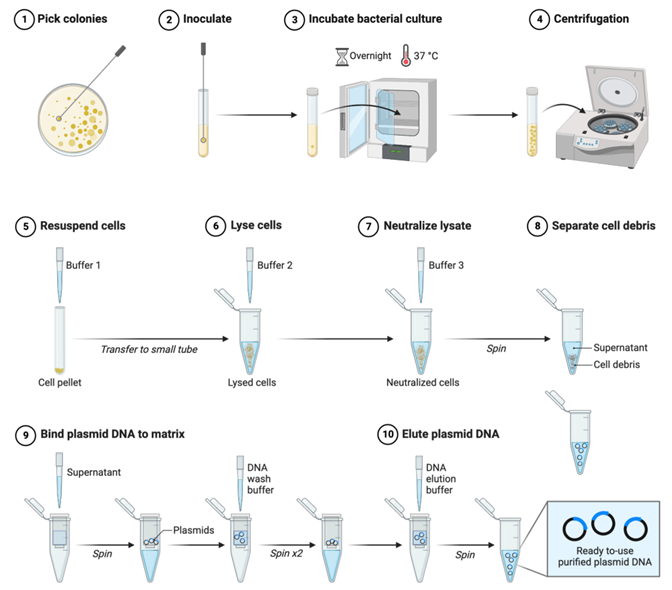 1 Pick colonies
2 Inoculate
3 Incubate bacterial culture
4 Centrifugation
Overnight
37 °C
5 Resuspend cells
6 Lyse cells
7 Neutralize lysate
8 Separate cell debris
Buffer 1
Buffer 2
Buffer 3
Transfer to small tube
Spin
Supernatant
Cell debris
Cell pellet
Lysed cells
Neutralized cells
9 Bind plasmid DNA to matrix
10 Elute plasmid DNA
Supernatant
Plasmids
DNA
wash
buffer
DNA
elution
buffer
Spin
Spin x2
Spin
Ready to-use
purified plasmid DNA